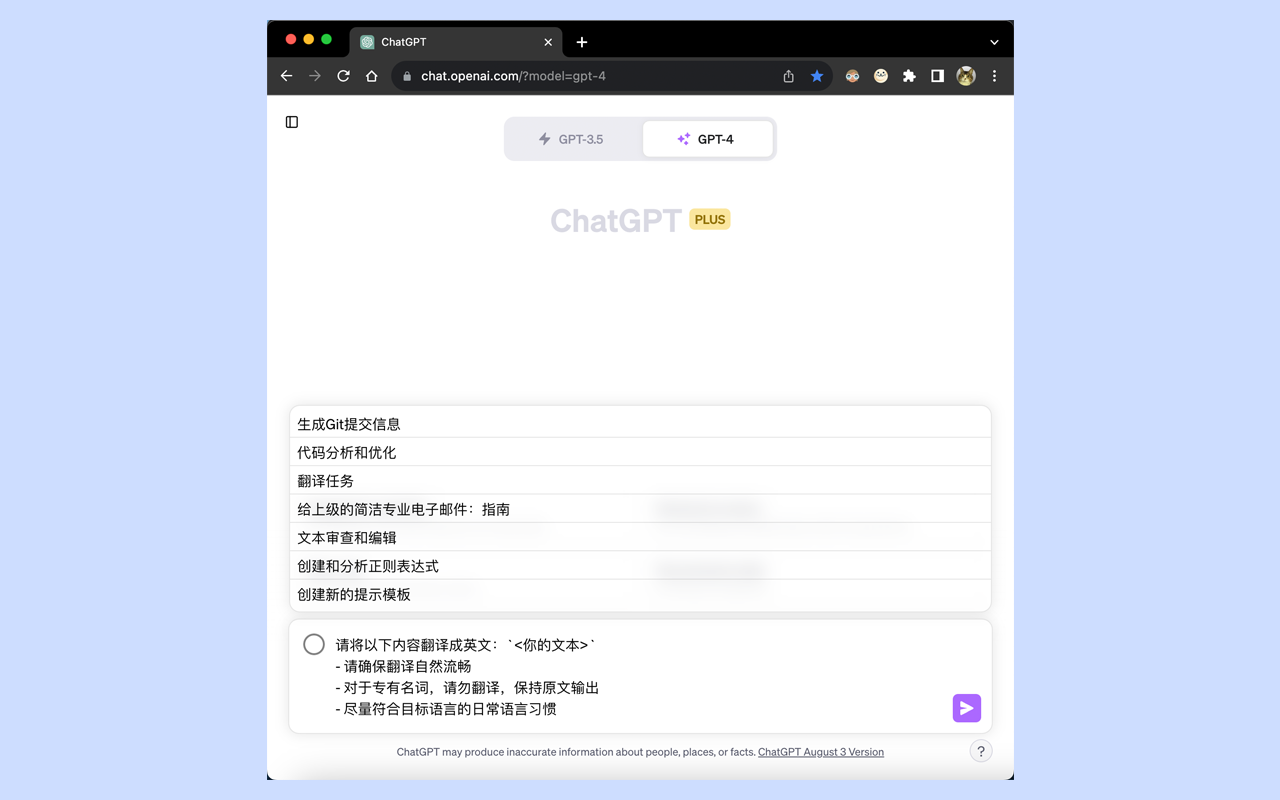 ChatGPT
chat.openai.com/?model=gpt-4
GPT-3.5
GPT-4
ChatGPT PLUS
生成Git提交信息
代码分析和优化
翻译任务
给上级的简洁专业电子邮件：指南
文本审查和编辑
创建和分析正则表达式
创建新的提示模板
请将以下内容翻译成英文：`<你的文本>`
- 请确保翻译自然流畅
- 对于专有名词，请勿翻译，保持原文输出
- 尽量符合目标语言的日常语言习惯
ChatGPT may produce inaccurate information about people, places, or facts. ChatGPT August 3 Version
?